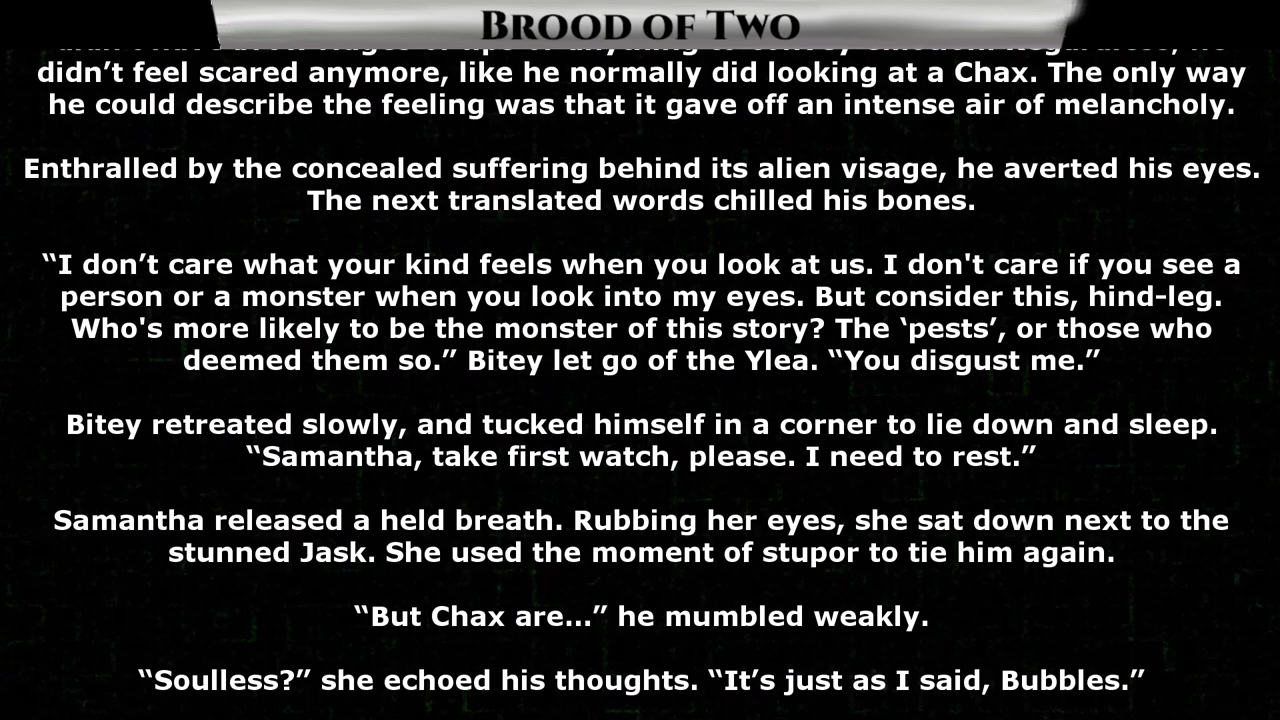 Brood of Two
didn’t feel scared anymore, like he normally did looking at a Chax. The only way
he could describe the feeling was that it gave off an intense air of melancholy.
Enthralled by the concealed suffering behind its alien visage, he averted his eyes.
The next translated words chilled his bones.
“I don’t care what your kind feels when you look at us. I don't care if you see a
person or a monster when you look into my eyes. But consider this, hind-leg.
Who's more likely to be the monster of this story? The ‘pests’, or those who
deemed them so.” Bitey let go of the Ylea. “You disgust me.”
Bitey retreated slowly, and tucked himself in a corner to lie down and sleep.
“Samantha, take first watch, please. I need to rest.”
Samantha released a held breath. Rubbing her eyes, she sat down next to the
stunned Jask. She used the moment of stupor to tie him again.
“But Chax are...” he mumbled weakly.
“Soulless?” she echoed his thoughts. “It’s just as I said, Bubbles.”